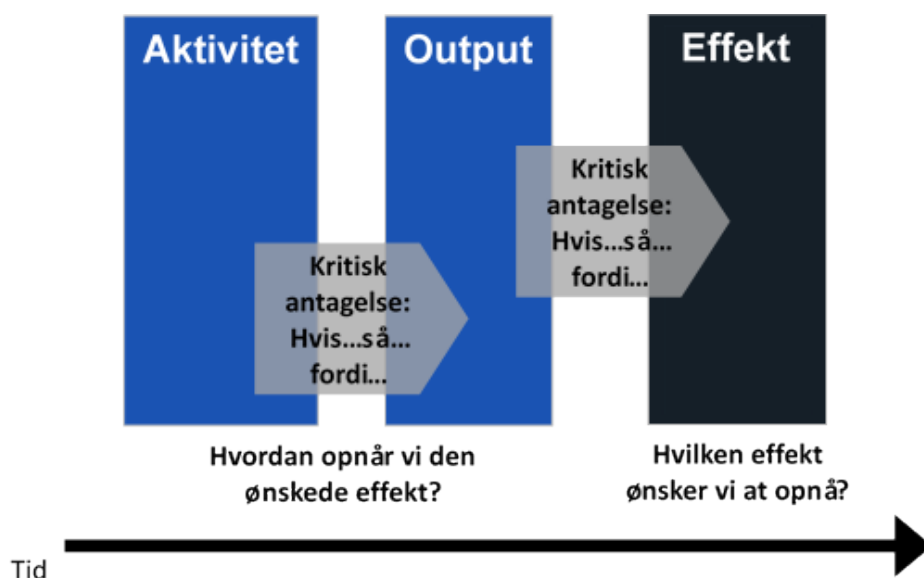 Aktivitet
Output
Effekt
Kritisk
antagelse:
Hvis...så...
fordi...
Kritisk
antagelse:
Hvis...så...
fordi...
Hvordan opnår vi den
ønskede effekt?
Hvilken effekt
ønsker vi at opnå?
Tid